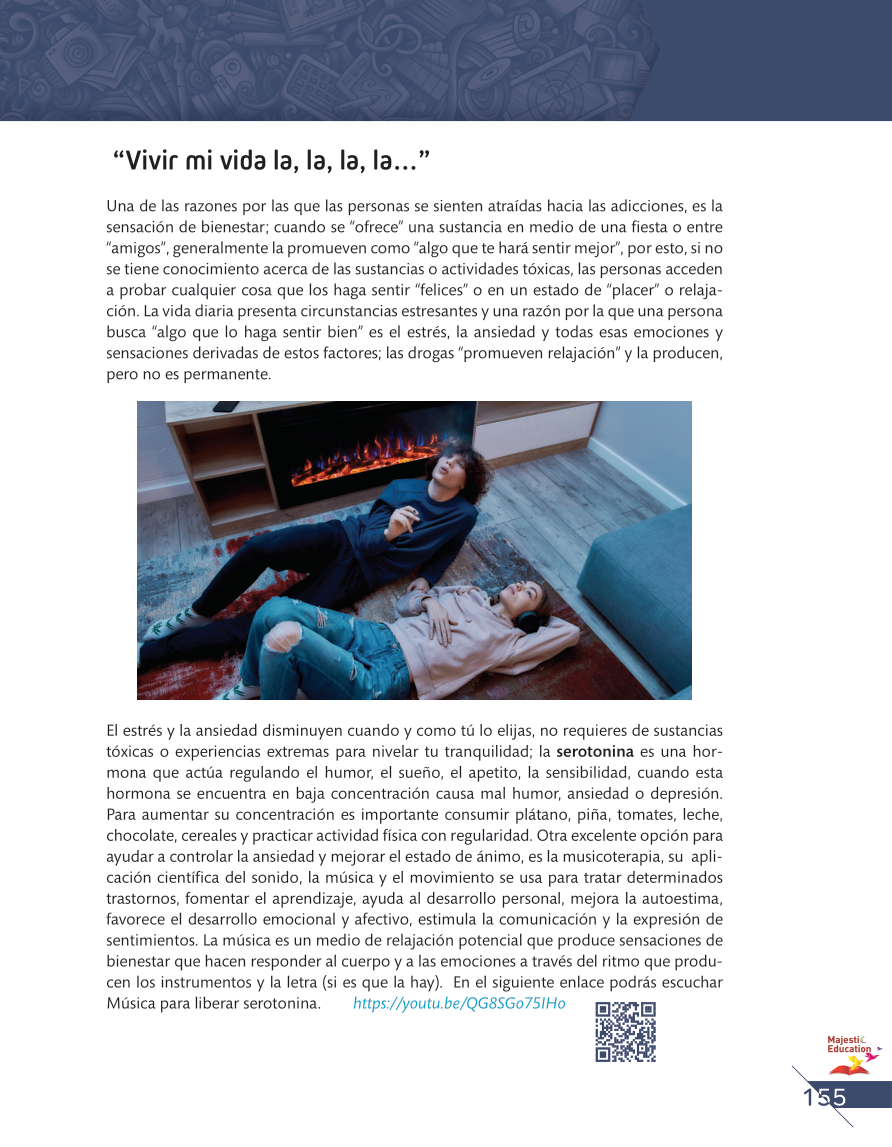 “Vivir mi vida la, la, la, la...”
Una de las razones por las que las personas se sienten atraídas hacia las adicciones, es la
sensación de bienestar; cuando se “ofrece” una sustancia en medio de una fiesta o entre
“amigos”, generalmente la promueven como “algo que te hará sentir mejor”, por esto, si no
se tiene conocimiento acerca de las sustancias o actividades tóxicas, las personas acceden
a probar cualquier cosa que los haga sentir “felices” o en un estado de “placer” o relaja-
ción. La vida diaria presenta circunstancias estresantes y una razón por la que una persona
busca “algo que lo haga sentir bien” es el estrés, la ansiedad y todas esas emociones y
sensaciones derivadas de estos factores; las drogas “promueven relajación” y la producen,
pero no es permanente.
El estrés y la ansiedad disminuyen cuando y como tú lo elijas, no requieres de sustancias
tóxicas o experiencias extremas para nivelar tu tranquilidad; la serotonina es una hor-
mona que actúa regulando el humor, el sueño, el apetito, la sensibilidad, cuando esta
hormona se encuentra en baja concentración causa mal humor, ansiedad o depresión.
Para aumentar su concentración es importante consumir plátano, piña, tomates, leche,
chocolate, cereales y practicar actividad física con regularidad. Otra excelente opción para
ayudar a controlar la ansiedad y mejorar el estado de ánimo, es la musicoterapia, su apli-
cación científica del sonido, la música y el movimiento se usa para tratar determinados
trastornos, fomentar el aprendizaje, ayuda al desarrollo personal, mejora la autoestima,
favorece el desarrollo emocional y afectivo, estimula la comunicación y la expresión de
sentimientos. La música es un medio de relajación potencial que produce sensaciones de
bienestar que hacen responder al cuerpo y a las emociones a través del ritmo que produ-
cen los instrumentos y la letra (si es que la hay). En el siguiente enlace podrás escuchar
Música para liberar serotonina. https://youtu.be/QG8SGo75IHo
Majestic
Education
155